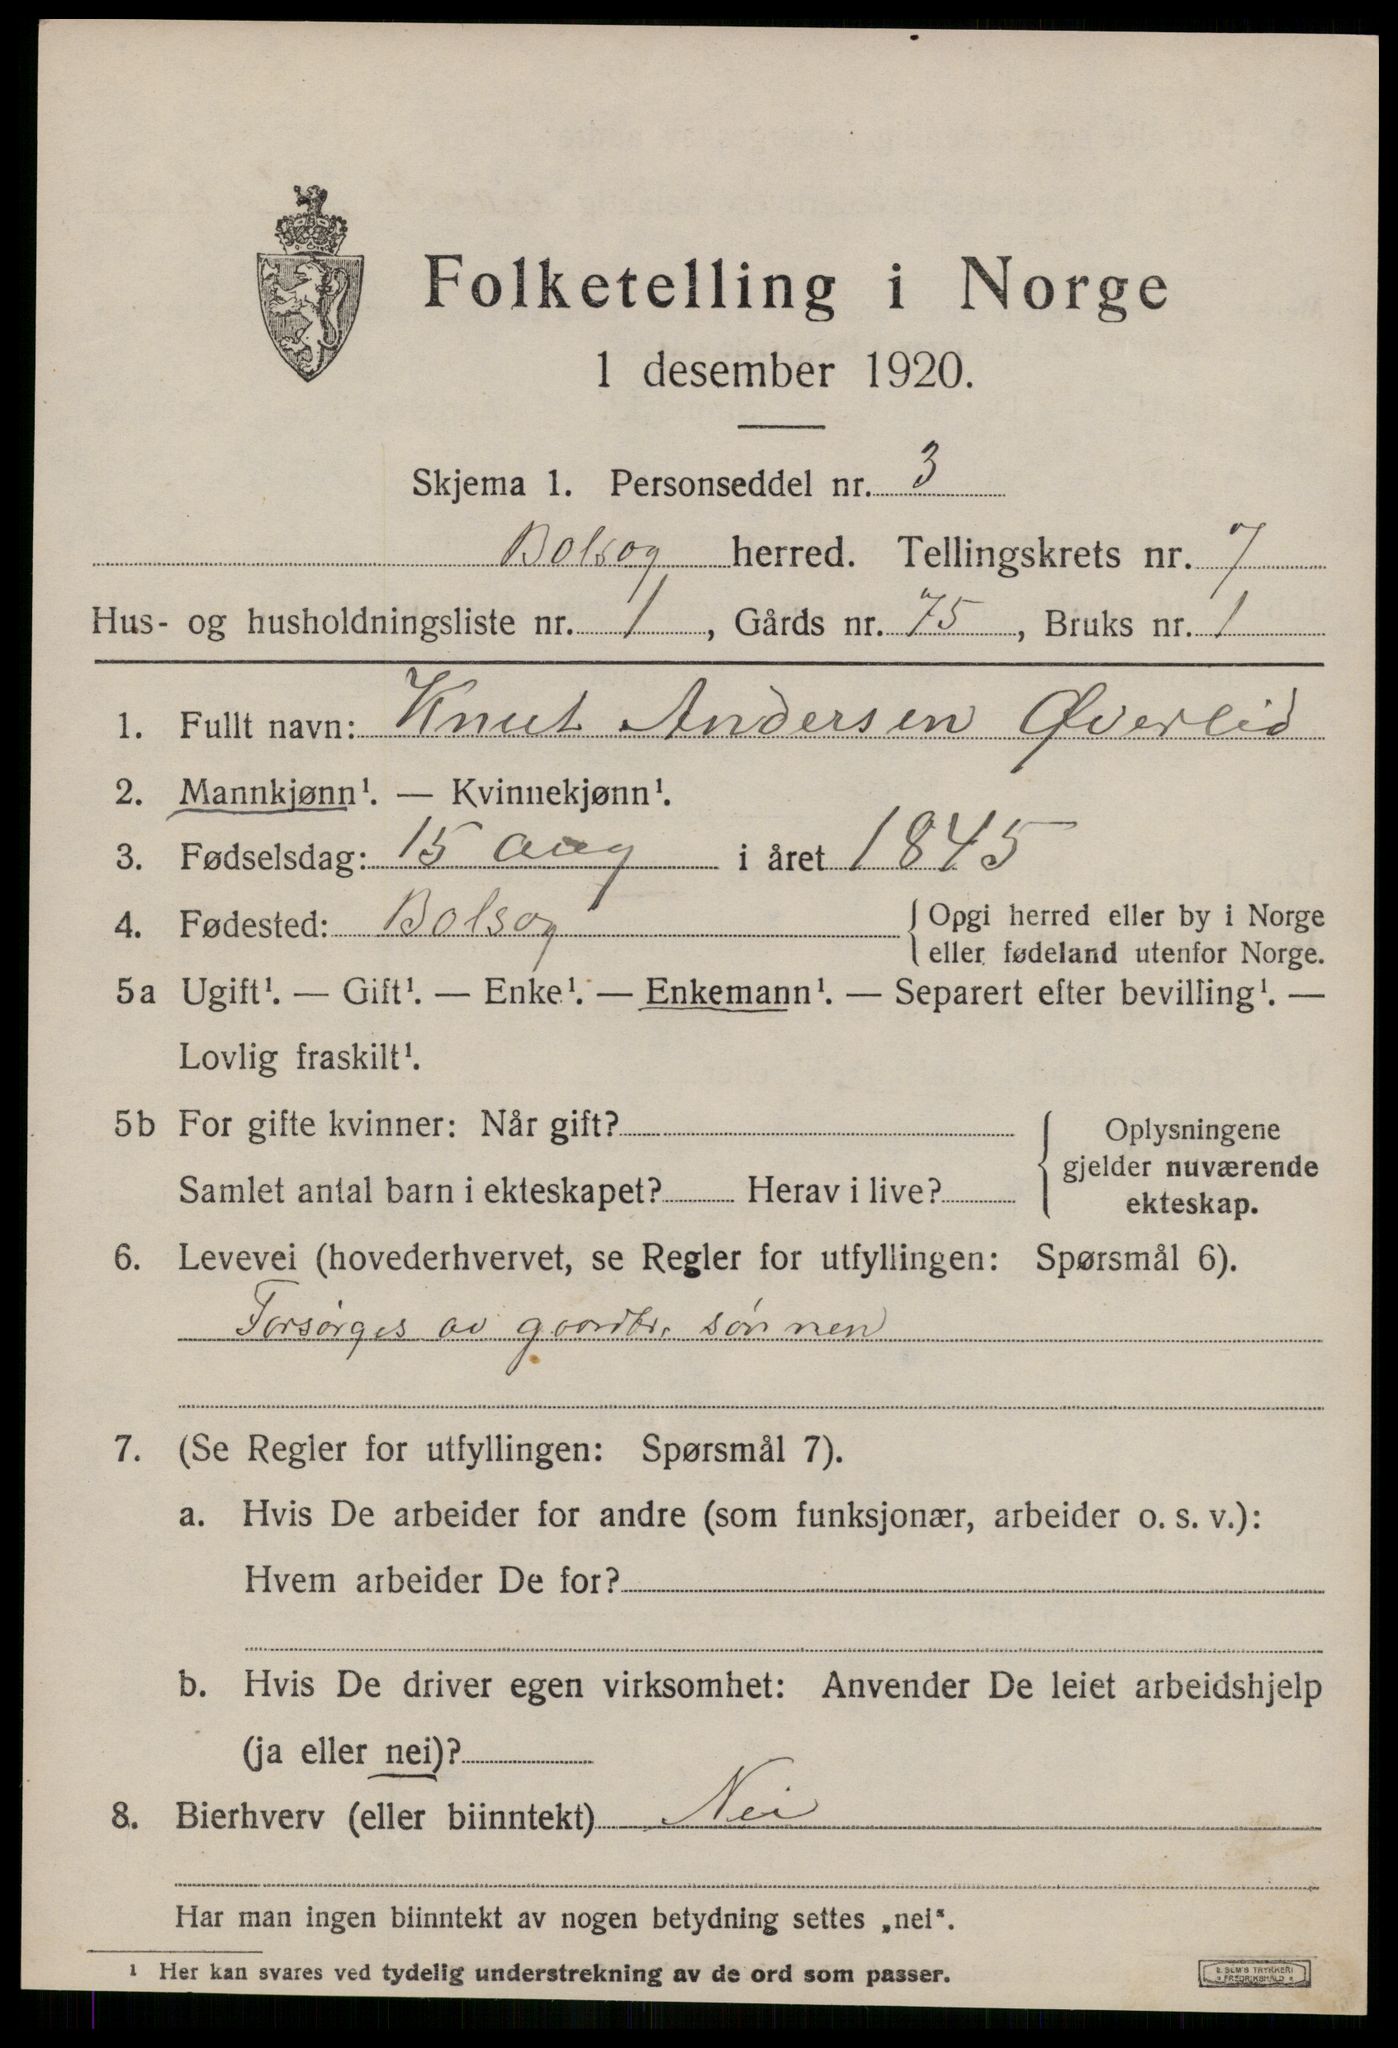 Folketelling i Norge
1 desember 1920.
Skjema 1. Personseddel nr. 3
Bolsøy herred. Tellingskrets nr. 7
Hus- og husholdningsliste nr. 1, Gårds nr. 75, Bruks nr. 1
1. Fullt navn: Knut Andersen Øverlid
2. Mannkjønn¹. — Kvinnekjønn¹.
3. Fødselsdag: 15 aug i året 1845
4. Fødested: Bolsøy {Opgi herred eller by i Norge
eller fødeland utenfor Norge.
5a Ugift¹. — Gift¹. — Enke¹. — Enkemann¹. — Separert efter bevilling¹. —
Lovlig fraskilt¹.
5b For gifte kvinner: Når gift?
Samlet antal barn i ekteskapet? Herav i live?
{Oplysningene
gjelder nuværende
ekteskap.
6. Levevei (hovederhvervet, se Regler for utfyllingen: Spørsmål 6).
Forsørges av gaardbr. sønnen
7. (Se Regler for utfyllingen: Spørsmål 7).
a. Hvis De arbeider for andre (som funksjonær, arbeider o. s. v.):
Hvem arbeider De for?
b. Hvis De driver egen virksomhet: Anvender De leiet arbeidshjelp
(ja eller nei)?
8. Bierhverv (eller biinntekt) Nei
Har man ingen biinntekt av nogen betydning settes „nei“.
¹ Her kan svares ved tydelig understrekning av de ord som passer.
E. SEM'S TRYKKERI
FREDRIKSHALD